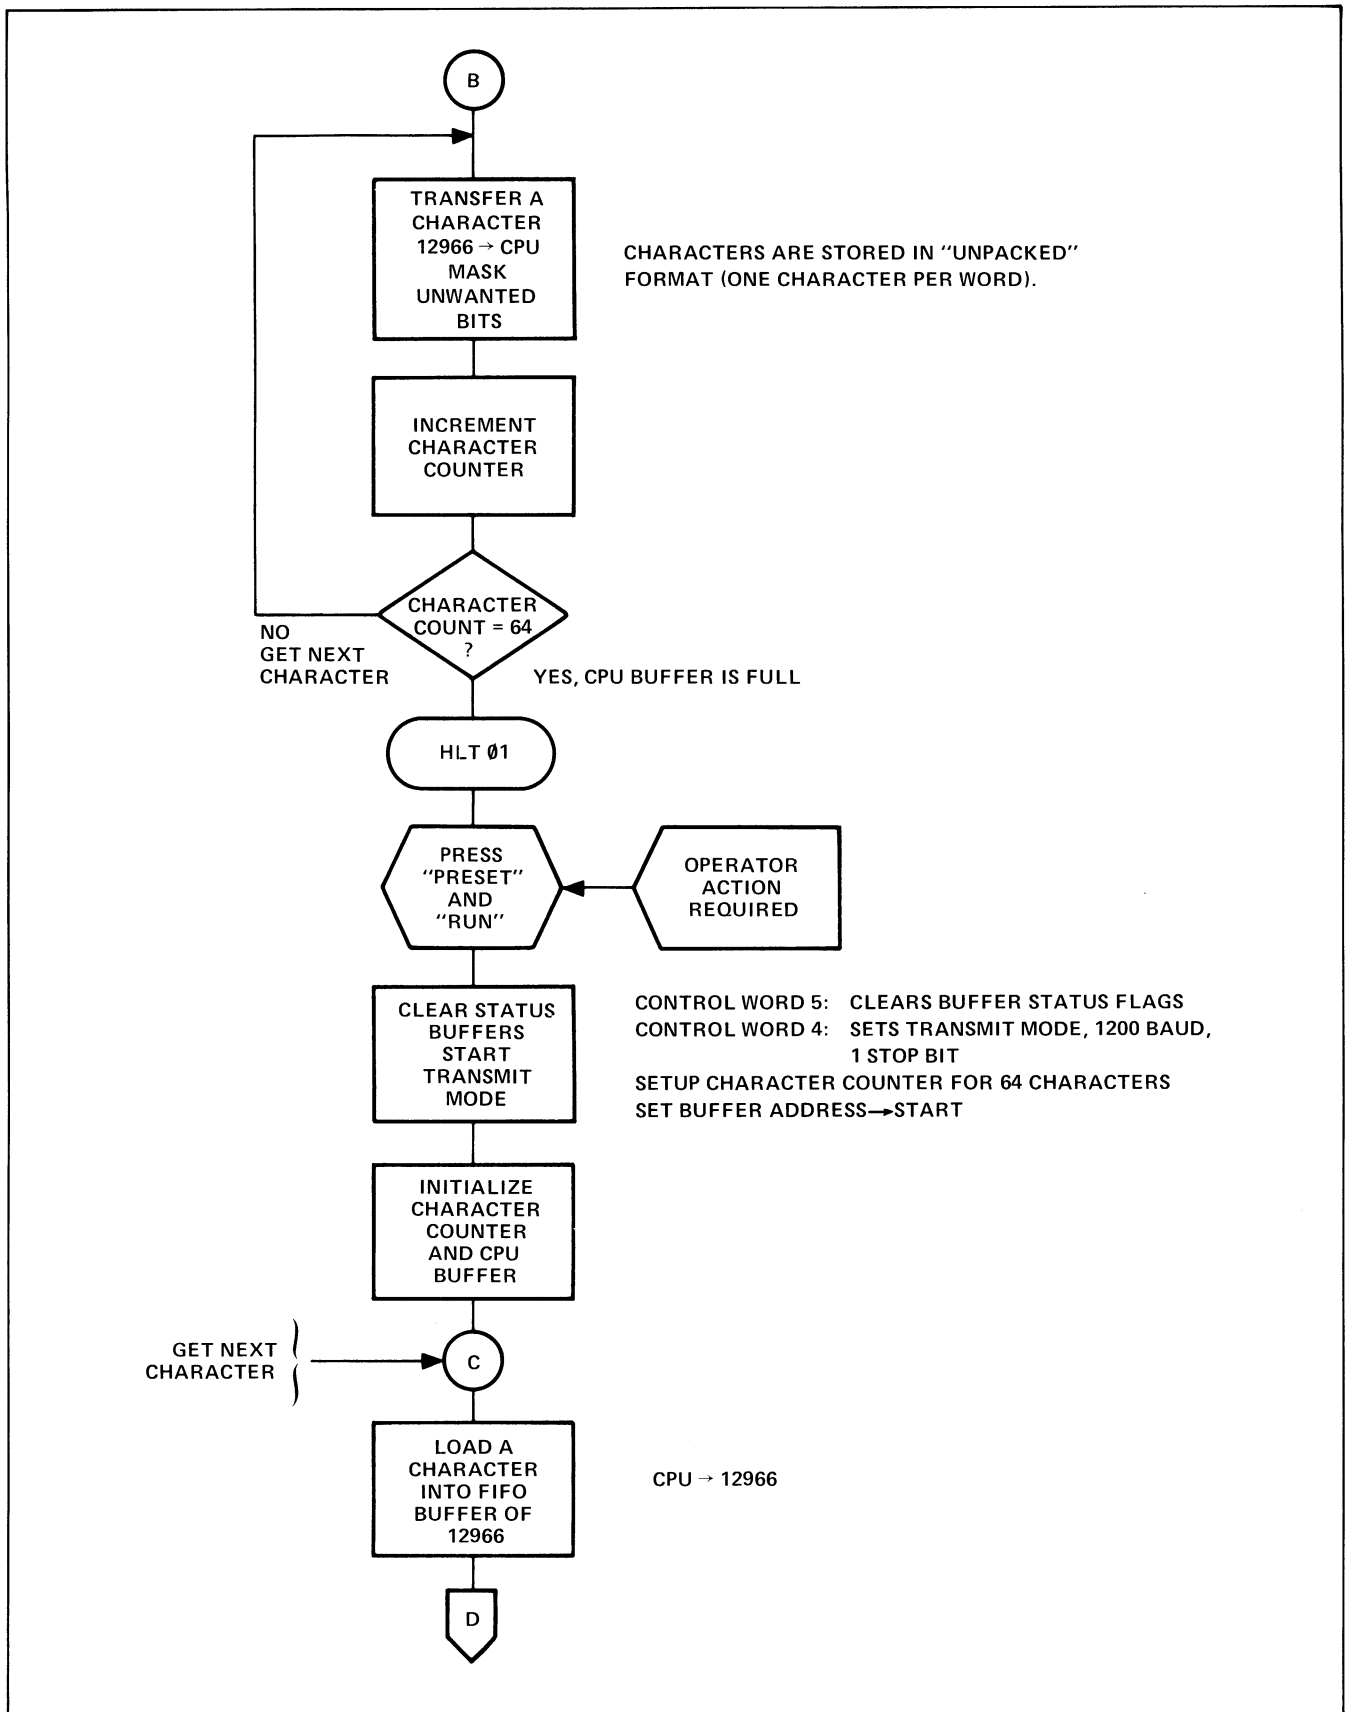 B
TRANSFER A
CHARACTER
12966 → CPU
MASK
UNWANTED
BITS
CHARACTERS ARE STORED IN "UNPACKED"
FORMAT (ONE CHARACTER PER WORD).
INCREMENT
CHARACTER
COUNTER
CHARACTER
COUNT = 64
?
NO
GET NEXT
CHARACTER
YES, CPU BUFFER IS FULL
HLT Ø1
PRESS
"PRESET"
AND
"RUN"
OPERATOR
ACTION
REQUIRED
CLEAR STATUS
BUFFERS
START
TRANSMIT
MODE
CONTROL WORD 5: CLEARS BUFFER STATUS FLAGS
CONTROL WORD 4: SETS TRANSMIT MODE, 1200 BAUD,
1 STOP BIT
SETUP CHARACTER COUNTER FOR 64 CHARACTERS
SET BUFFER ADDRESS→START
INITIALIZE
CHARACTER
COUNTER
AND CPU
BUFFER
GET NEXT
CHARACTER
C
LOAD A
CHARACTER
INTO FIFO
BUFFER OF
12966
CPU → 12966
D